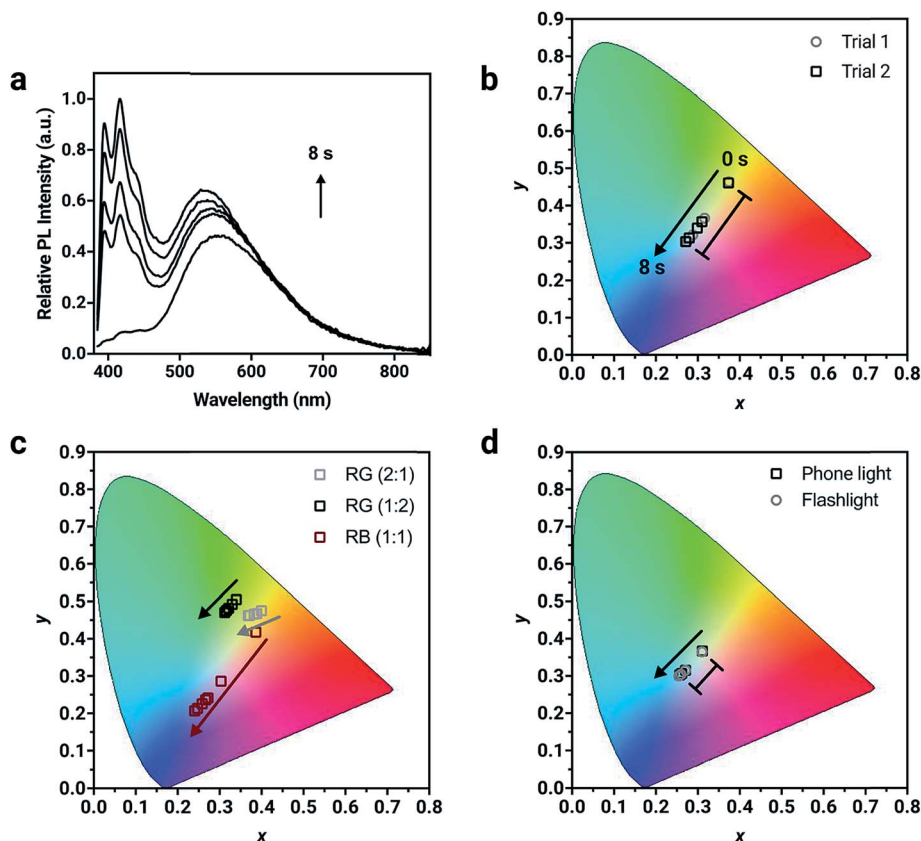 a
1.0
0.8
0.6
0.4
0.2
0.0
Relative PL Intensity (a.u.)
8 s
400 500 600 700 800
Wavelength (nm)
b
0.9
0.8
0.7
0.6
0.5
0.4
0.3
0.2
0.1
0.0
y
Trial 1
Trial 2
0 s
8 s
0.0 0.1 0.2 0.3 0.4 0.5 0.6 0.7 0.8
x
c
0.9
0.8
0.7
0.6
0.5
0.4
0.3
0.2
0.1
0.0
y
RG (2:1)
RG (1:2)
RB (1:1)
0.0 0.1 0.2 0.3 0.4 0.5 0.6 0.7 0.8
x
d
0.9
0.8
0.7
0.6
0.5
0.4
0.3
0.2
0.1
0.0
y
Phone light
Flashlight
0.0 0.1 0.2 0.3 0.4 0.5 0.6 0.7 0.8
x